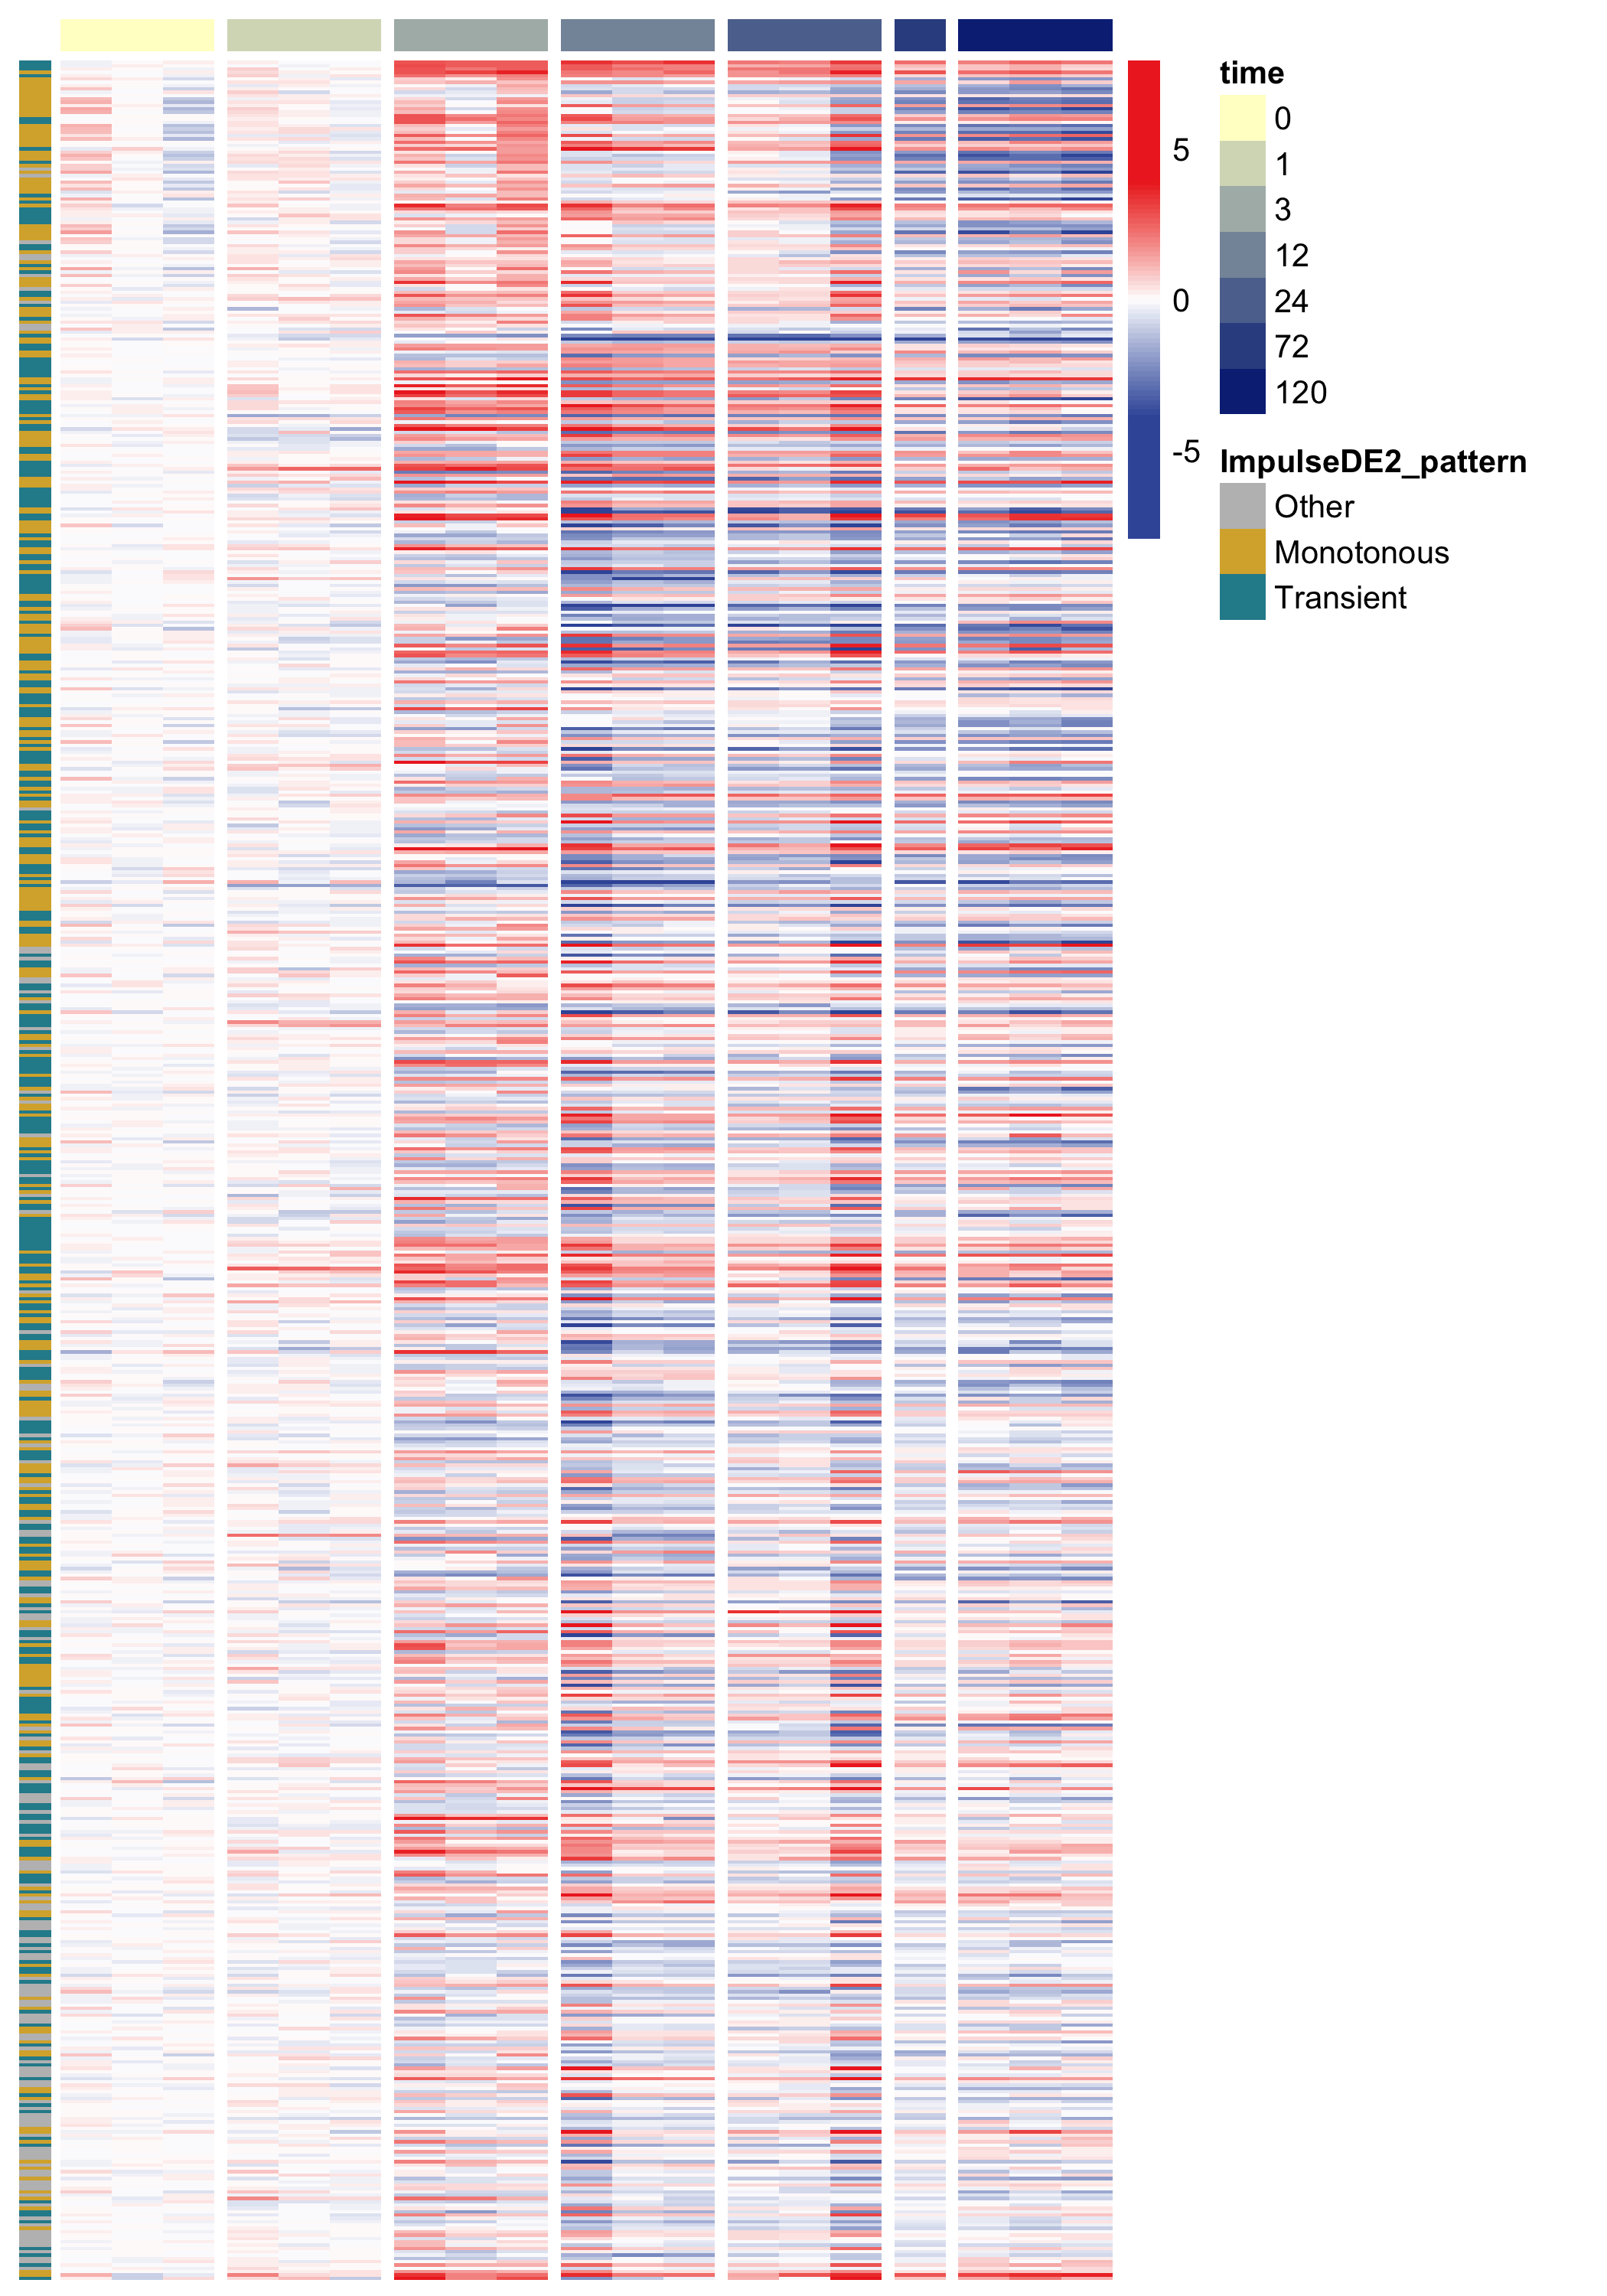 5
0
-5
time
0
1
3
12
24
72
120
ImpulseDE2_pattern
Other
Monotonous
Transient